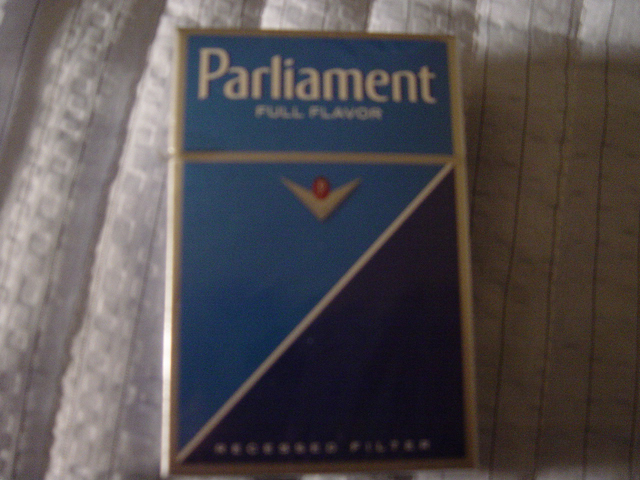 Parliament
FULL FLAVOR
RECESSED FILTER